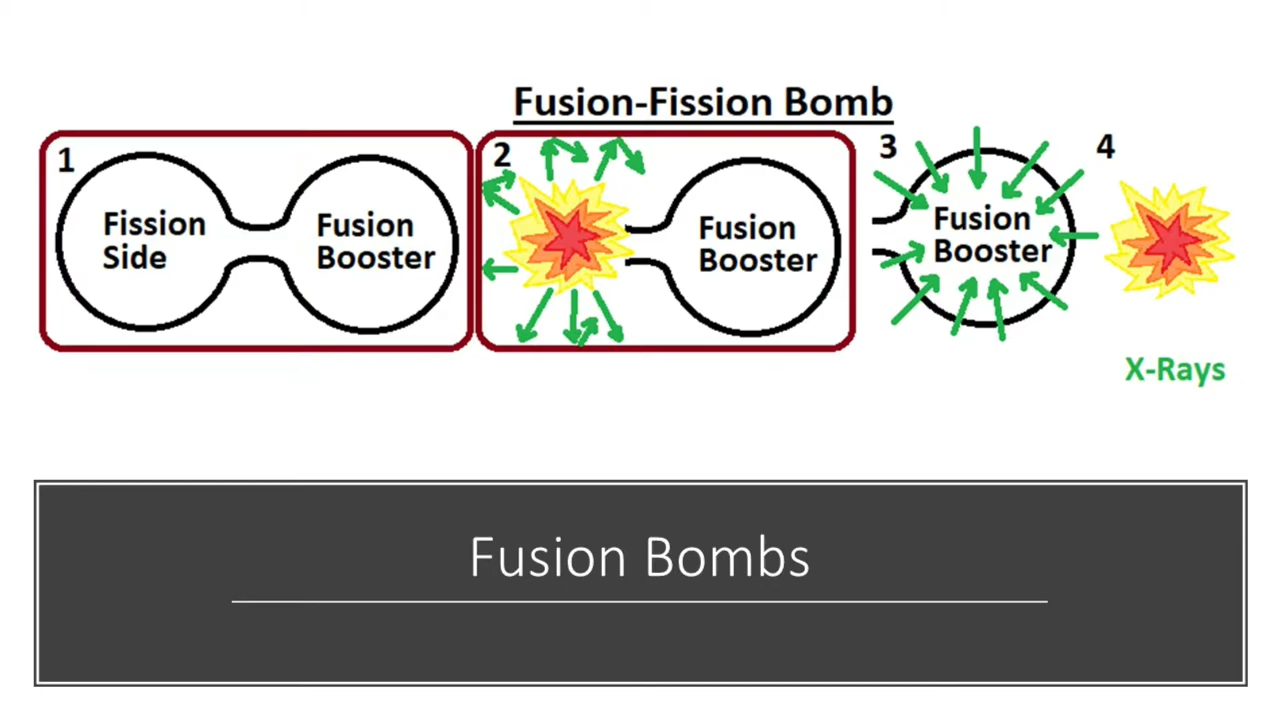 Fusion-Fission Bomb
1
Fission
Side
Fusion
Booster
2
Fusion
Booster
3
Fusion
Booster
4
X-Rays
Fusion Bombs